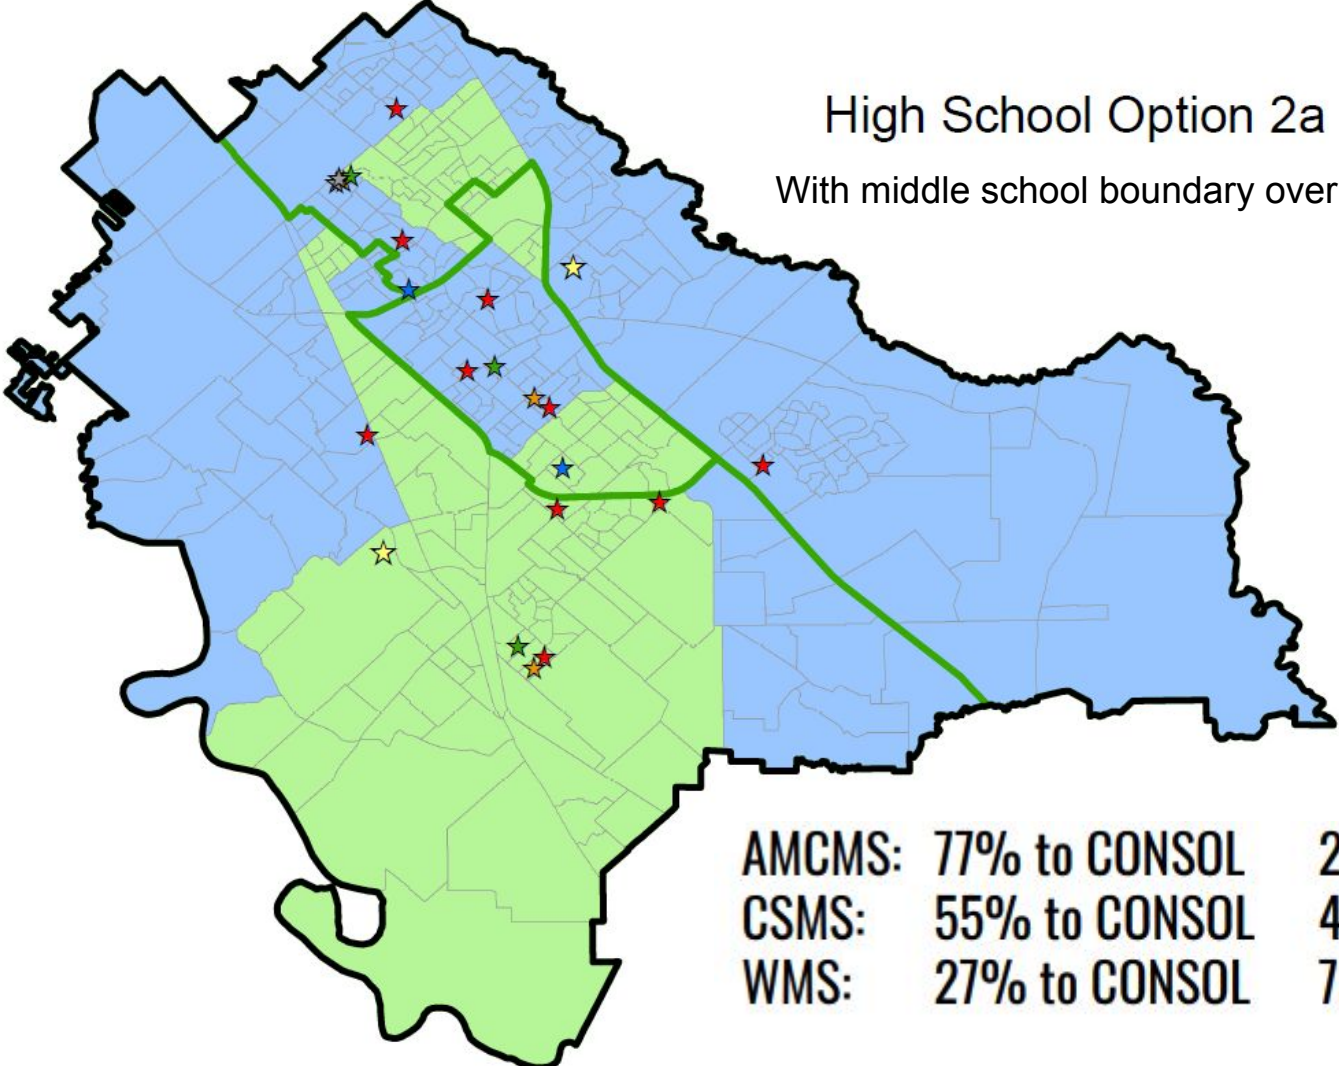 High School Option 2a
With middle school boundary over
AMCMS: 77% to CONSOL 2
CSMS: 55% to CONSOL 4
WMS: 27% to CONSOL 7